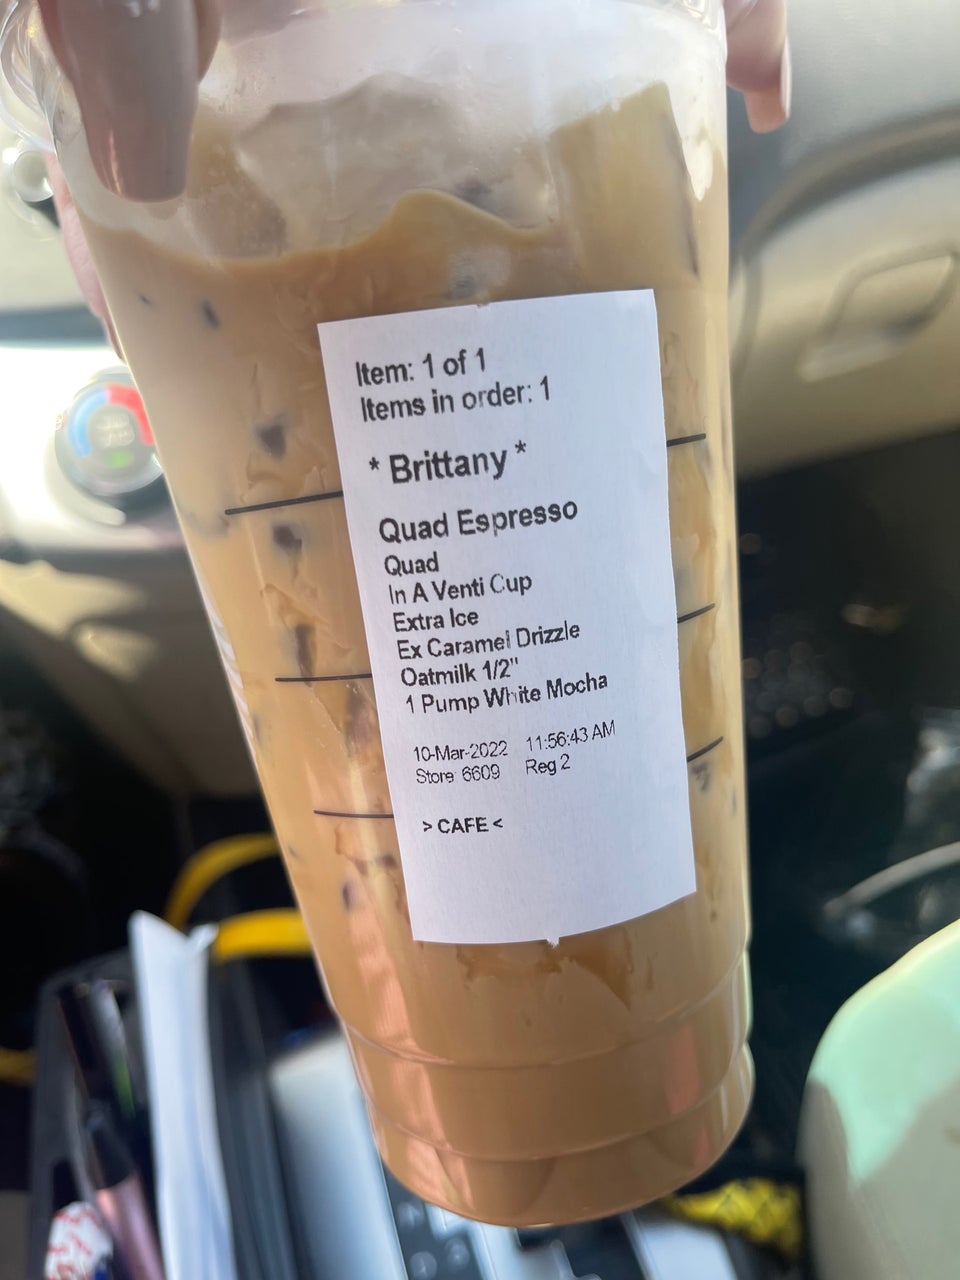 Item: 1 of 1
Items in order: 1
* Brittany *
Quad Espresso
Quad
In A Venti Cup
Extra Ice
Ex Caramel Drizzle
Oatmilk 1/2"
1 Pump White Mocha
10-Mar-2022 11:56:43 AM
Store: 6609 Reg 2
> CAFE <